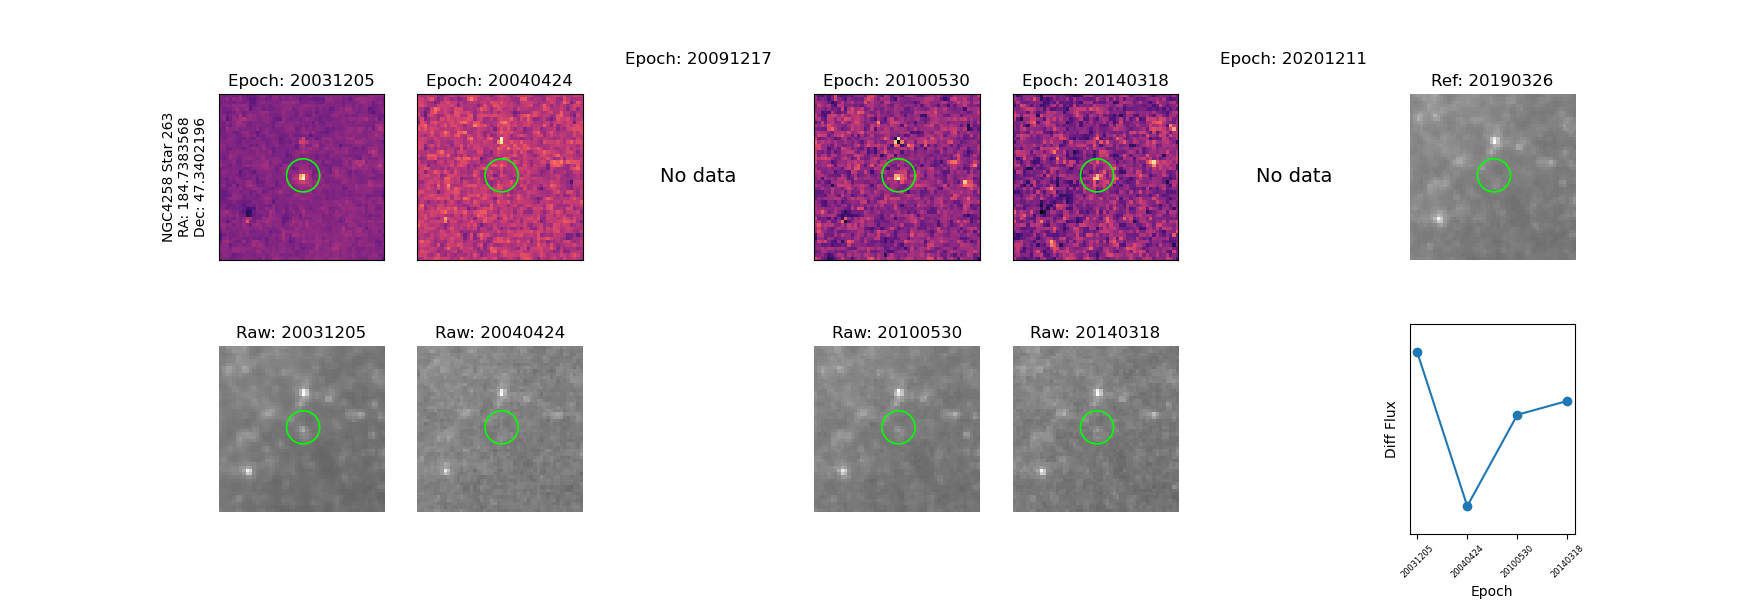 Epoch: 20031205
Epoch: 20040424
Epoch: 20091217
Epoch: 20100530
Epoch: 20140318
Epoch: 20201211
Ref: 20190326
NGC4258 Star 263
RA: 184.7383568
Dec: 47.3402196
No data
No data
Raw: 20031205
Raw: 20040424
Raw: 20100530
Raw: 20140318
Diff Flux
20031205
20040424
20100530
20140318
Epoch